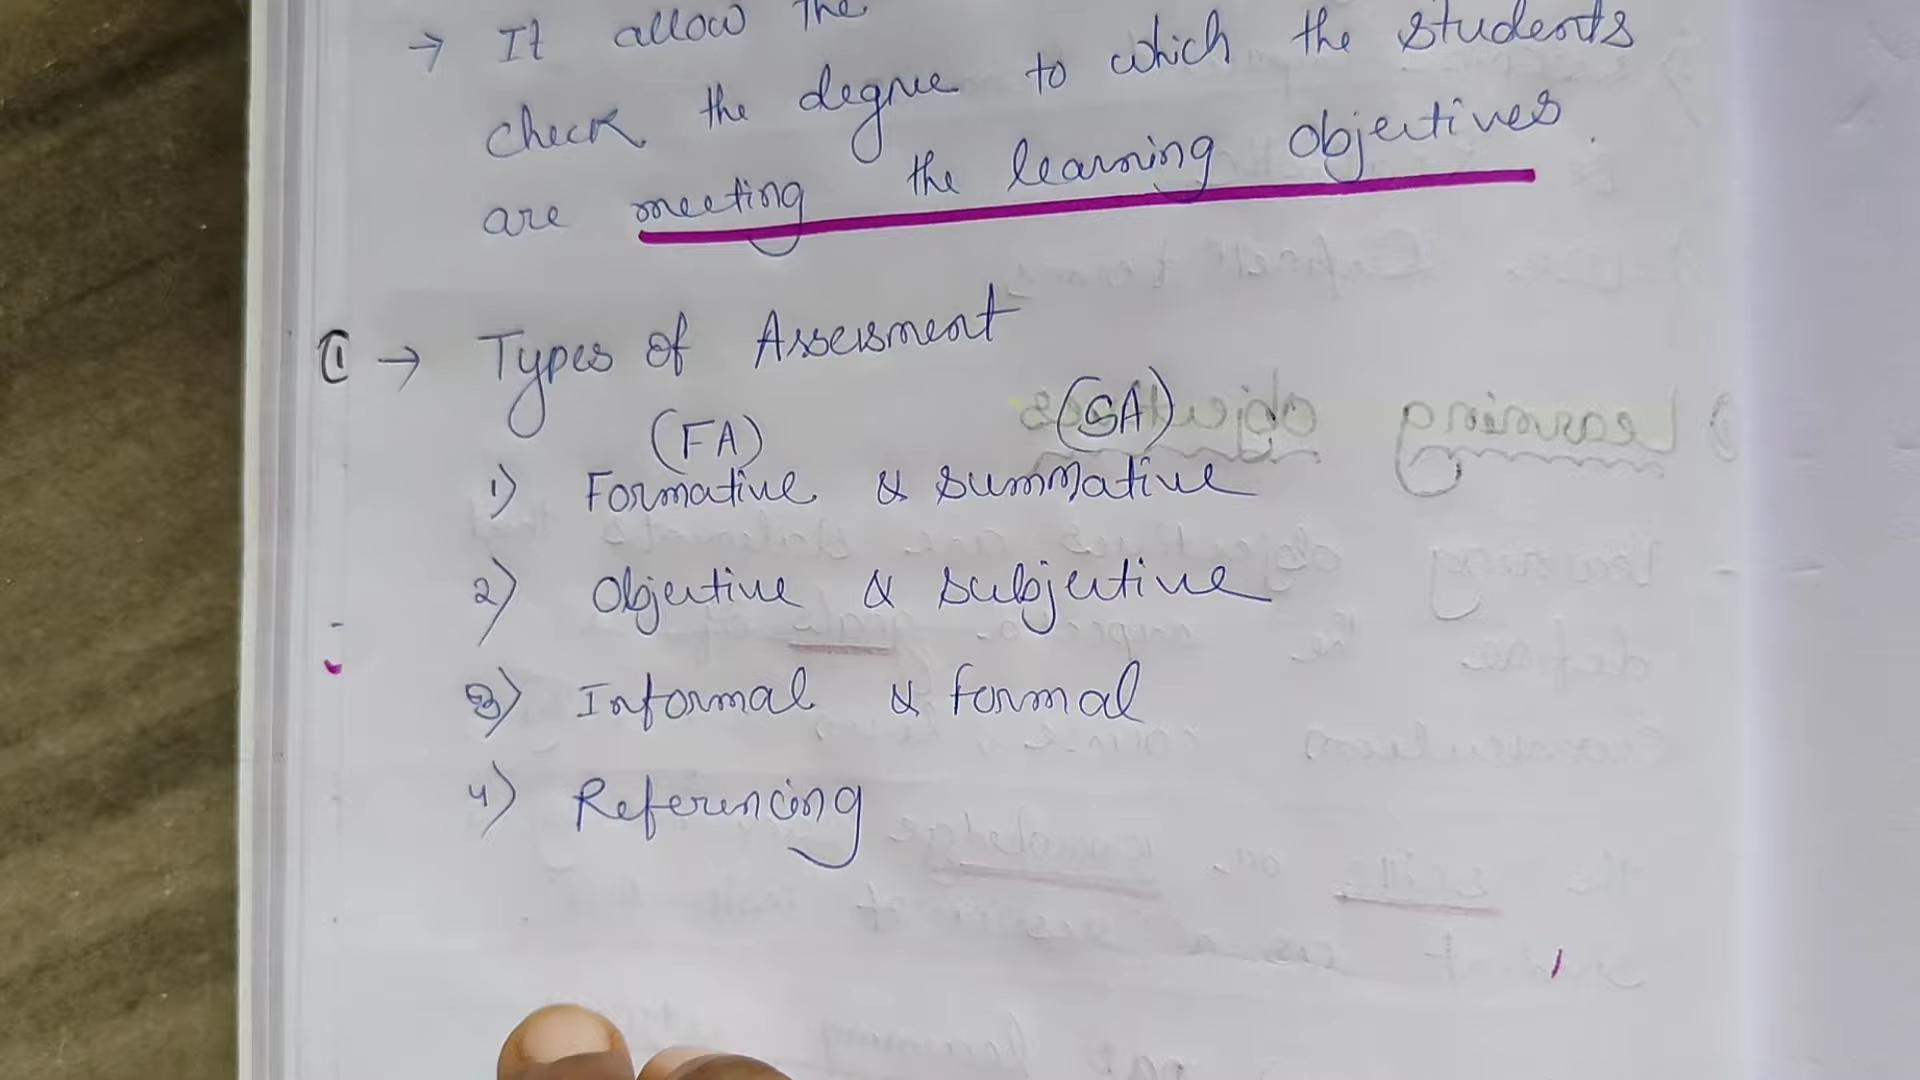 → It allow the
check the degree to which the students
are meeting the learning objectives.
① → Types of Assessment
(FA) (SA)
1) Formative & summative
2) Objective & subjective
3) Informal & formal
4) Referencing